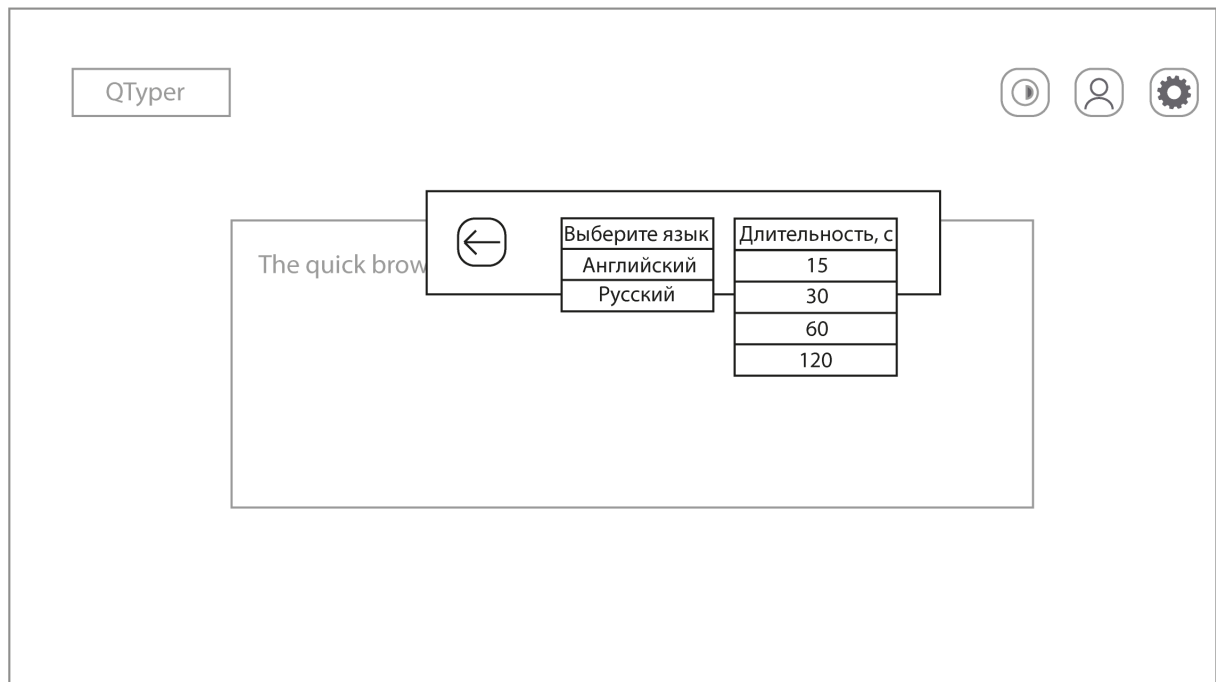 QTyper
The quick brow
Выберите язык
Английский
Русский
Длительность, с
15
30
60
120